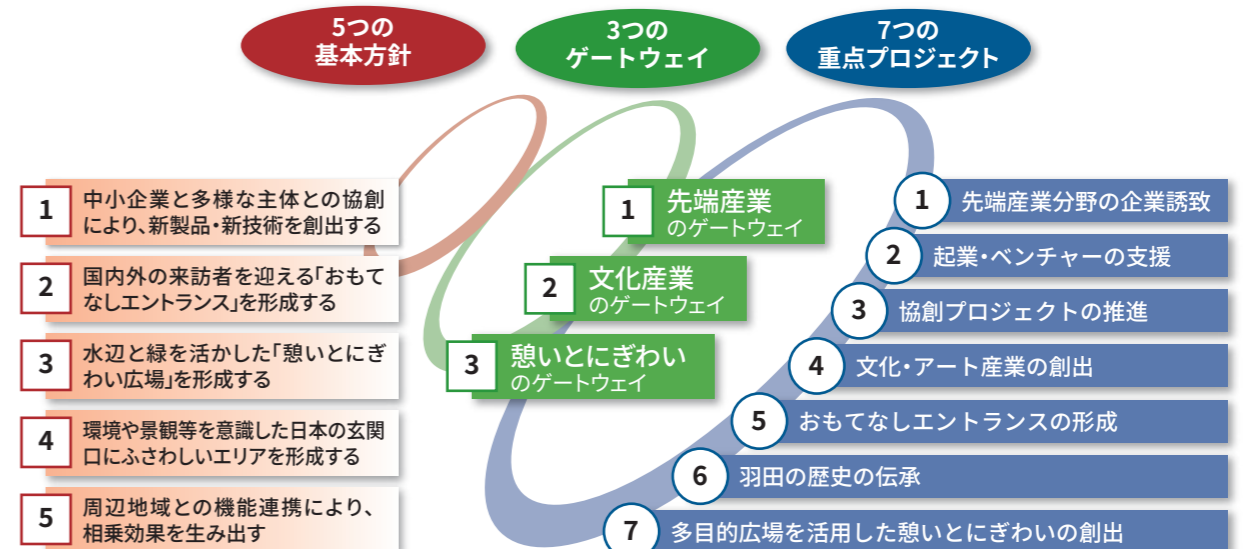 5つの
基本方針
3つの
ゲートウェイ
7つの
重点プロジェクト
1
中小企業と多様な主体との協創
により、新製品・新技術を創出する
2
国内外の来訪者を迎える「おもて
なしエントランス」を形成する
3
水辺と緑を活かした「憩いとにぎ
わい広場」を形成する
4
環境や景観等を意識した日本の玄関
口にふさわしいエリアを形成する
5
周辺地域との機能連携により、
相乗効果を生み出す
1
先端産業
のゲートウェイ
2
文化産業
のゲートウェイ
3
憩いとにぎわい
のゲートウェイ
1 先端産業分野の企業誘致
2 起業・ベンチャーの支援
3 協創プロジェクトの推進
4 文化・アート産業の創出
5 おもてなしエントランスの形成
6 羽田の歴史の伝承
7 多目的広場を活用した憩いとにぎわいの創出